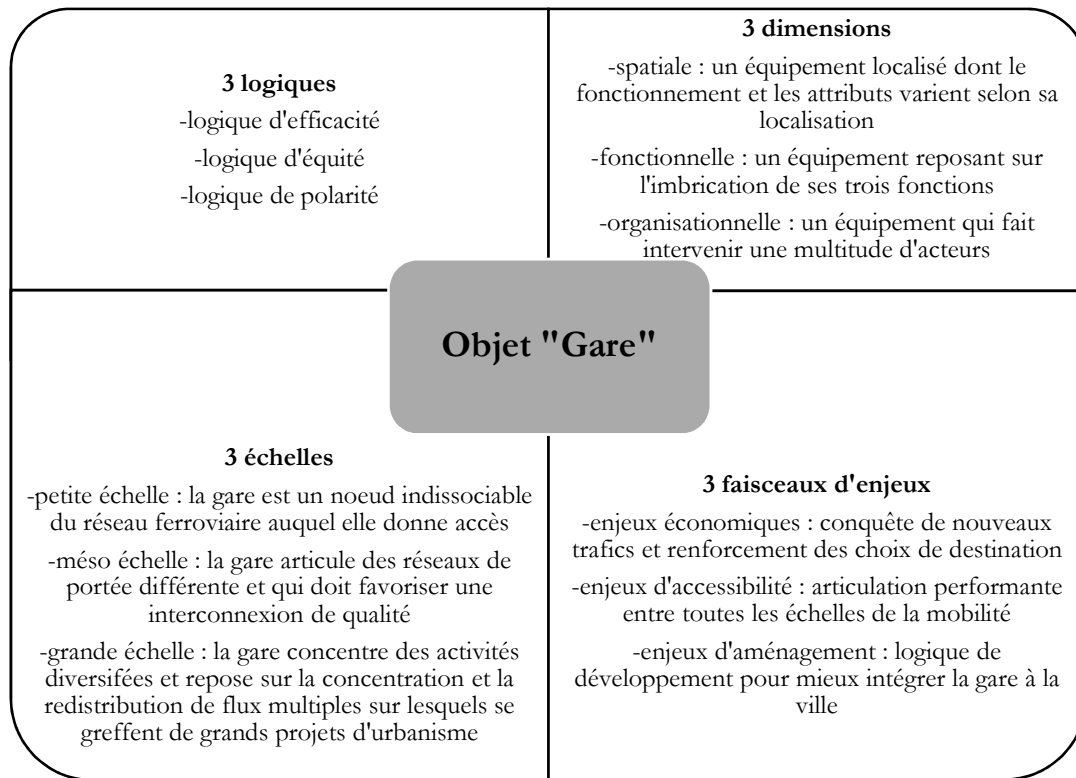 3 logiques
-logique d'efficacité
-logique d'équité
-logique de polarité
3 dimensions
-spatiale : un équipement localisé dont le
fonctionnement et les attributs varient selon sa
localisation
-fonctionnelle : un équipement reposant sur
l'imbrication de ses trois fonctions
-organisationnelle : un équipement qui fait
intervenir une multitude d'acteurs
Objet "Gare"
3 échelles
-petite échelle : la gare est un noeud indissociable
du réseau ferroviaire auquel elle donne accès
-méso échelle : la gare articule des réseaux de
portée différente et qui doit favoriser une
interconnexion de qualité
-grande échelle : la gare concentre des activités
diversifées et repose sur la concentration et la
redistribution de flux multiples sur lesquels se
greffent de grands projets d'urbanisme
3 faisceaux d'enjeux
-enjeux économiques : conquête de nouveaux
trafics et renforcement des choix de destination
-enjeux d'accessibilité : articulation performante
entre toutes les échelles de la mobilité
-enjeux d'aménagement : logique de
développement pour mieux intégrer la gare à la
ville